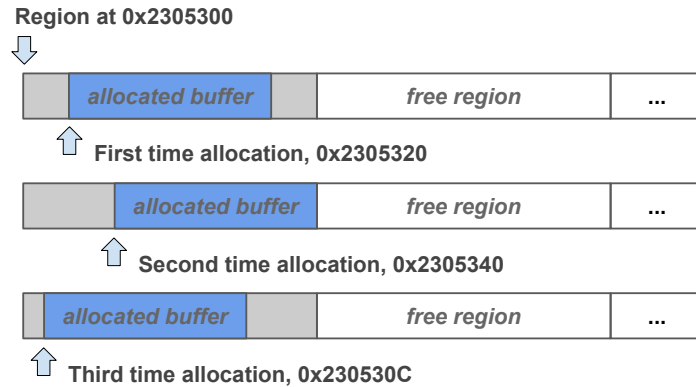 Region at 0x2305300
allocated buffer free region ...
First time allocation, 0x2305320
allocated buffer free region ...
Second time allocation, 0x2305340
allocated buffer free region ...
Third time allocation, 0x230530C